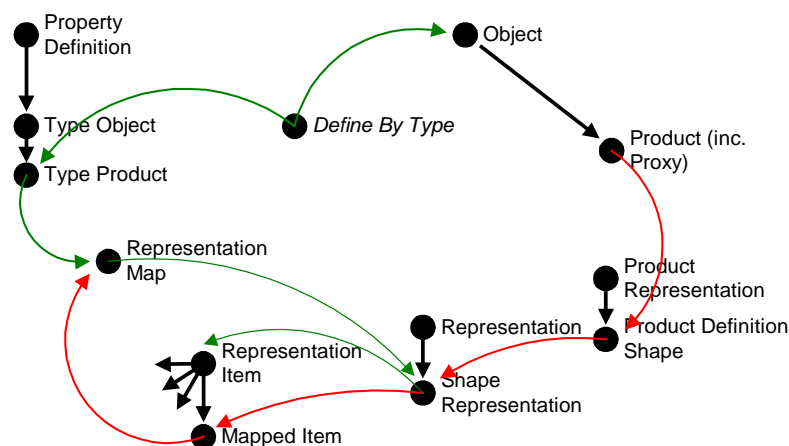 Property
Definition
Object
Type Object
Define By Type
Product (inc.
Proxy)
Type Product
Representation
Map
Product
Representation
Representation
Product Definition
Shape
Representation
Item
Shape
Representation
Mapped Item